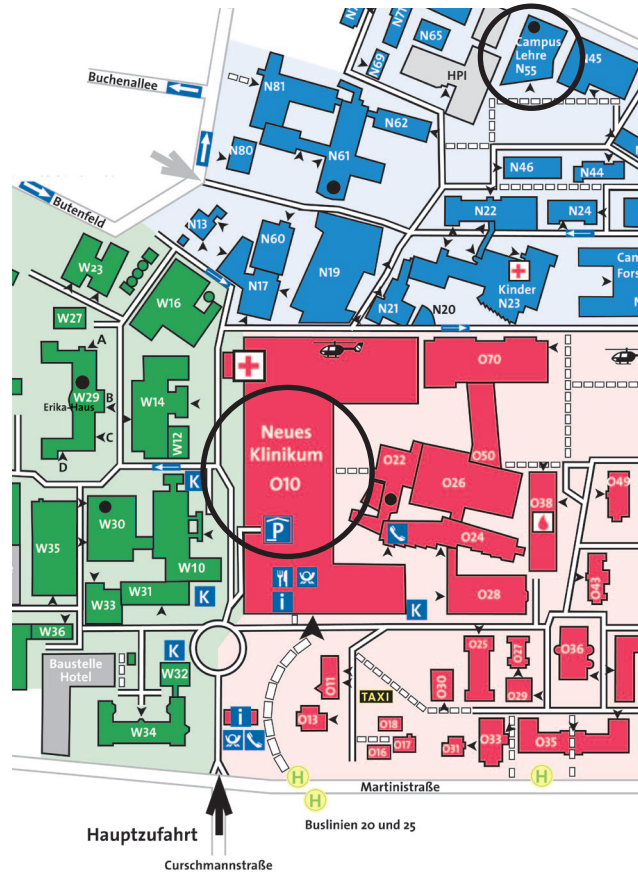 N65
Campus
Lehre
N55
N45
HPI
N69
N81
Buchenallee
N62
N80
N61
N46
N44
Butenfeld
N22
N24
N13
N60
N19
N17
Kinder
N23
N21
N20
W23
W16
W27
A
W29
B
Erika-Haus
C
D
W14
W12
O70
Neues
Klinikum
O10
O22
O50
O26
O38
O49
K
W30
P
O24
W35
W10
W31
K
W33
i
K
O28
O43
W36
Baustelle
Hotel
K
W32
O25
O27
O36
O11
O30
O29
TAXI
W34
i
O13
O18
O16
O17
O31
O33
O35
H
H
H
Martinistraße
Hauptzufahrt
Buslinien 20 und 25
Curschmannstraße